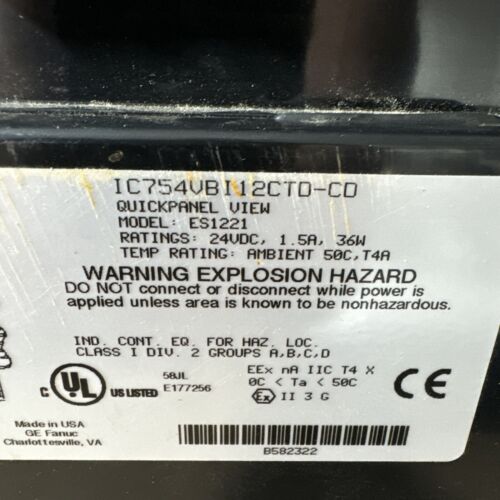 IC754VBI12CTD-CD
QUICKPANEL VIEW
MODEL: ES1221
RATINGS: 24VDC, 1.5A, 36W
TEMP RATING: AMBIENT 50C,T4A
WARNING EXPLOSION HAZARD
DO NOT connect or disconnect while power is
applied unless area is known to be nonhazardous.
IND. CONT. EQ. FOR HAZ. LOC.
CLASS I DIV. 2 GROUPS A,B,C,D
C UL US LISTED
58JL
E177256
EEx nA IIC T4 X
0C < Ta < 50C
Ex II 3 G
CE
Made in USA
GE Fanuc
Charlottesville, VA
B582322